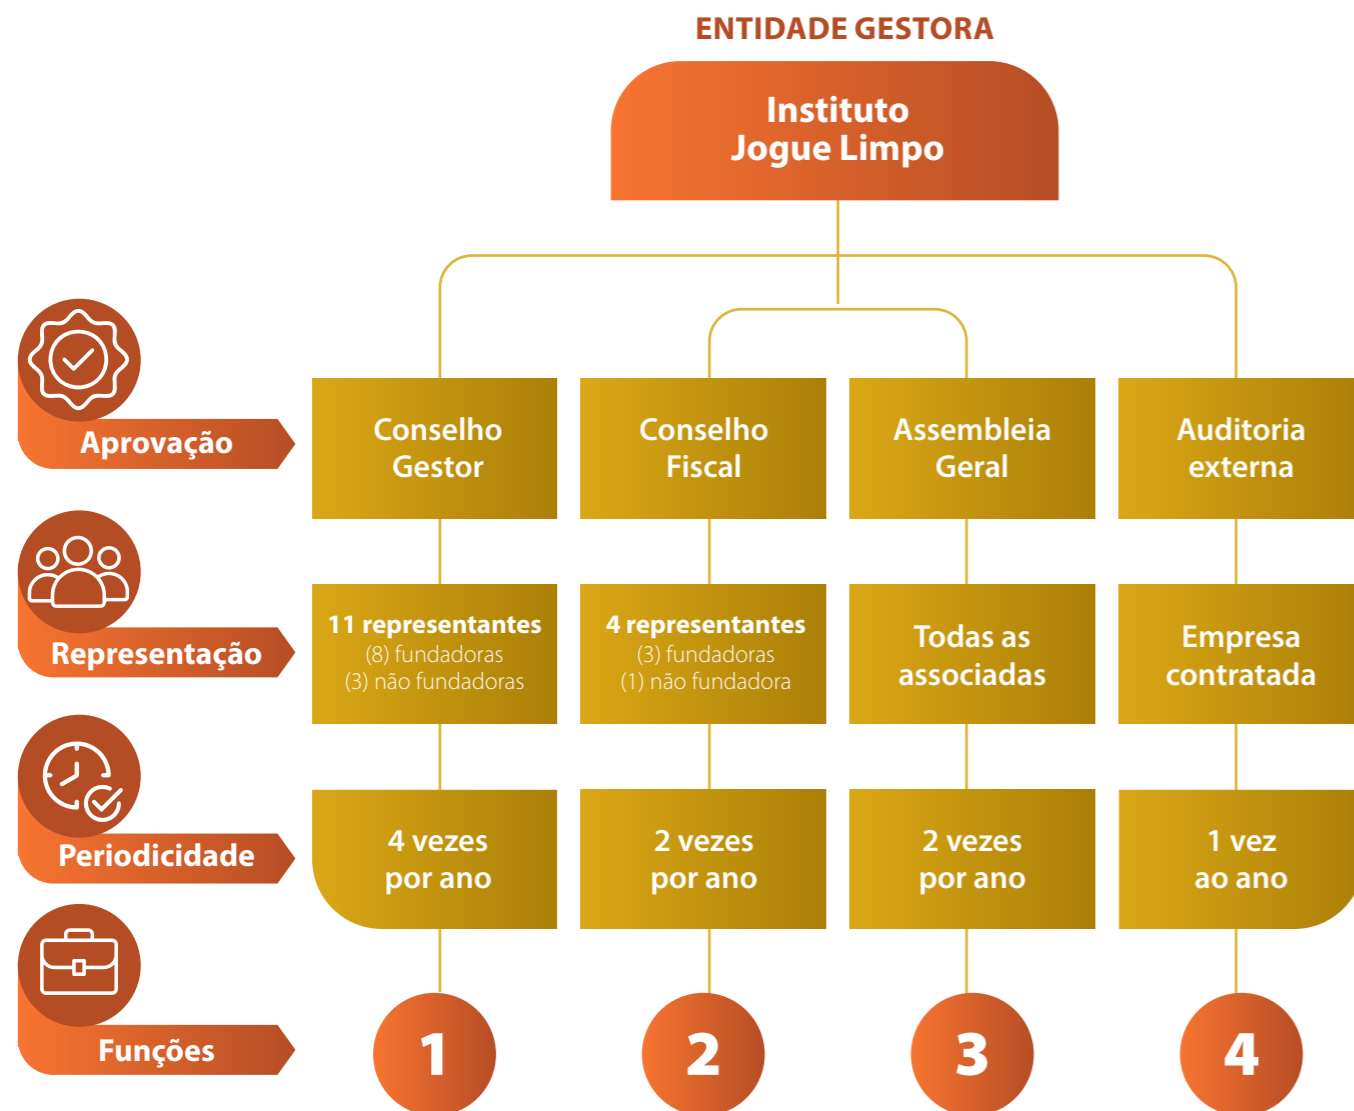 ENTIDADE GESTORA
Instituto
Jogue Limpo
Aprovação
Conselho
Gestor
Conselho
Fiscal
Assembleia
Geral
Auditoria
externa
Representação
11 representantes
(8) fundadoras
(3) não fundadoras
4 representantes
(3) fundadoras
(1) não fundadora
Todas as
associadas
Empresa
contratada
Periodicidade
4 vezes
por ano
2 vezes
por ano
2 vezes
por ano
1 vez
ao ano
Funções
1
2
3
4